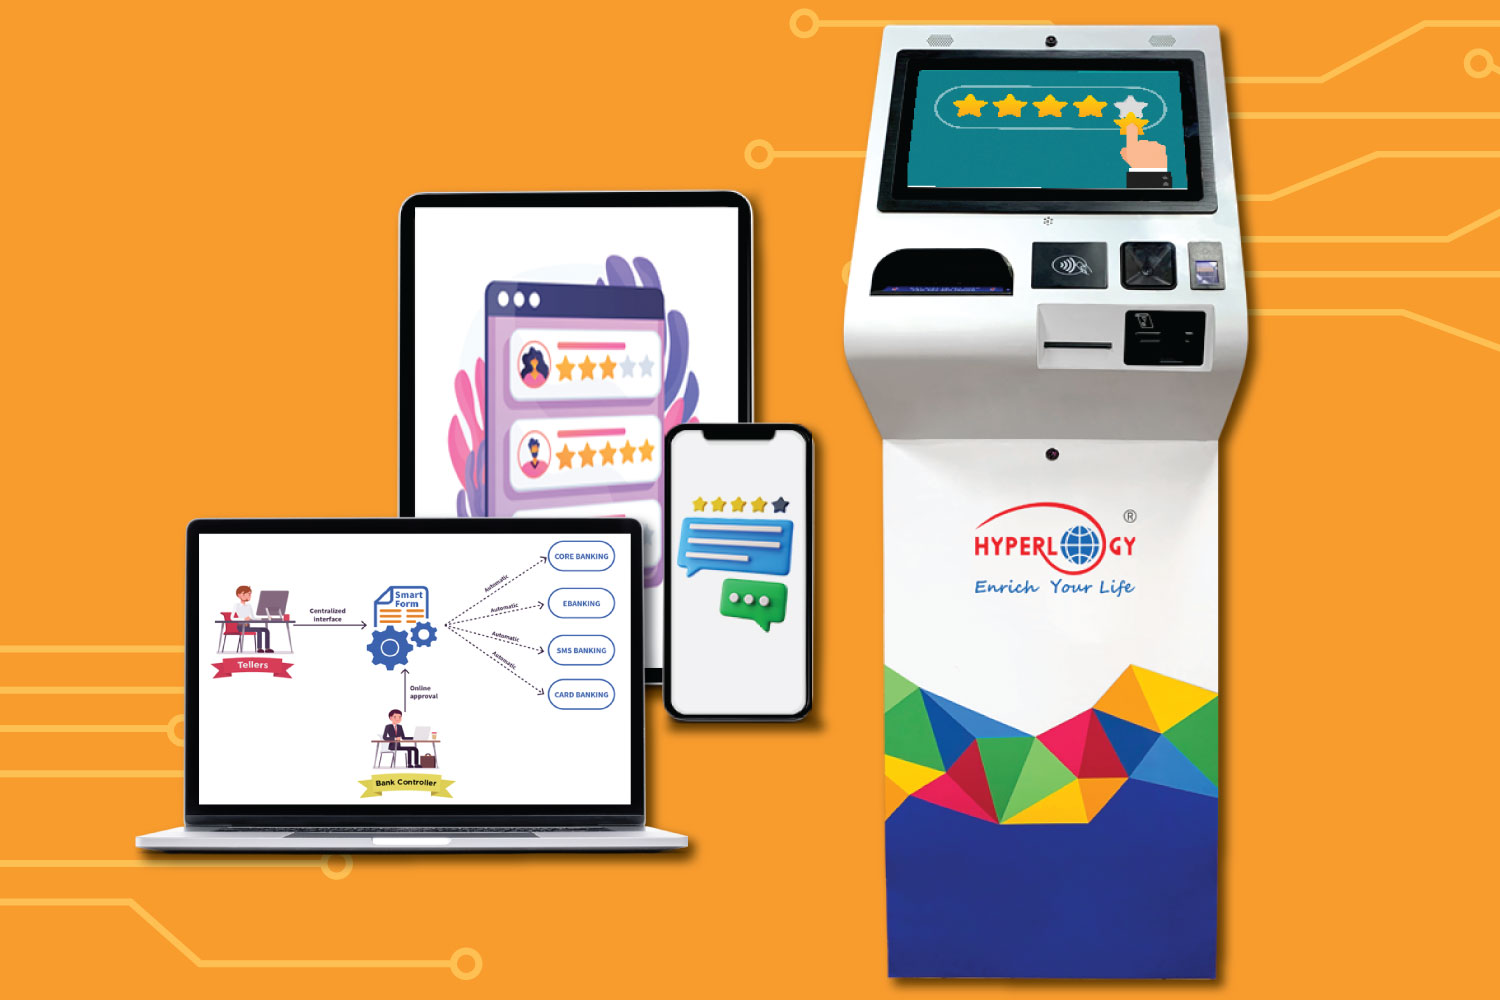 HYPERLOGY
®
Enrich Your Life
Tellers
Centralized
interface
Smart
Form
Online
approval
Bank Controller
Automatic
Automatic
Automatic
Automatic
CORE BANKING
EBANKING
SMS BANKING
CARD BANKING